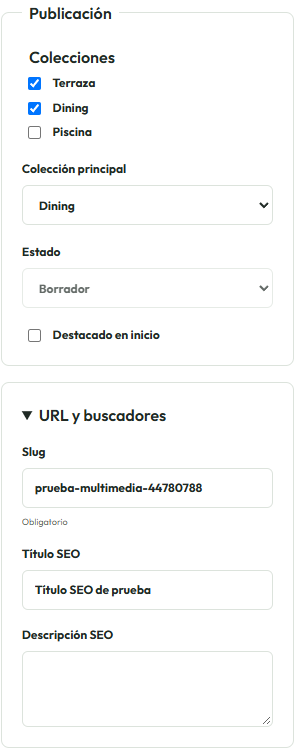 Publicación
Colecciones
Terraza
Dining
Piscina
Colección principal
Dining
Estado
Borrador
Destacado en inicio
URL y buscadores
Slug
prueba-multimedia-44780788
Obligatorio
Título SEO
Título SEO de prueba
Descripción SEO